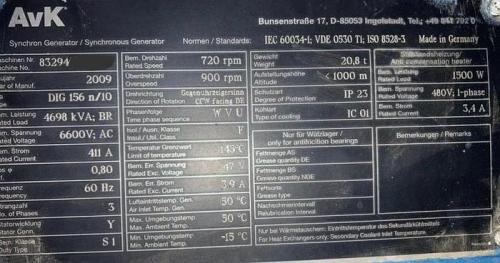 AvK
Bunsenstraße 17, D-85053 Ingolstadt, Tel.: +49 841 792 0
Synchron Generator / Synchronous Generator Normen / Standards: IEC 60034-1; VDE 0530 T1; ISO 8528-3 Made in Germany
Machine No. 83294
2009
of Manuf.
DIG 156 n/10
Leistung 4698 kVA; BR
Rated Output
Spannung 6600V; AC
Rated Voltage
Bem. Strom 411 A
Rated Current
φ 0,80
Frequenz 60 Hz
Frequency
3
No. of Phases
Y
S1
Duty Type
Bem. Drehzahl 720 rpm
Rated Speed
Überdrehzahl 900 rpm
Overspeed
Drehrichtung Gegenuhrzeigersinn
Direction of Rotation CCW facing DE
Phasenfolge W V U
Time phase sequence
Isol./ Ausn. Klasse F
Insul. / Util. Class
Temperatur Grenzwert
Limit of temperature
Bem. Err. Spannung 47 V
Rated Exc. Voltage
Bem. Err. Strom 3,9 A
Rated Exc. Current
Lufteintrittstemp. Gen. 50 °C
Air Inlet Temp. Gen.
Max. Umgebungstemp. 50 °C
Max. Ambient Temp.
Min. Umgebungstemp. -15 °C
Min. Ambient Temp.
Gewicht 20,8 t
Weight
Aufstellungshöhe < 1000 m
Altitude
Schutzart IP 23
Degree of Protection
Kühlart IC 01
Type of cooling
Nur für Wälzlager /
only for antifriction bearings
Fettmenge AS
Grease quantity DE
Fettmenge BS
Grease quantity NDE
Fettsorte
Grease type
Nachschmierintervall
Relubrication Interval
Stillstandsheizung/
Anti condensation heater
Bem. Leistung 1500 W
Rated Load
Bem. Spannung 480V; 1-phase
Rated Voltage
Bem. Strom 3,4 A
Rated Current
Bemerkungen / Remarks
Nur bei Wärmetauschern: Eintrittstemperatur des Sekundärkühlmittels
For Heat Exchangers only: Secondary Coolant Inlet Temperature